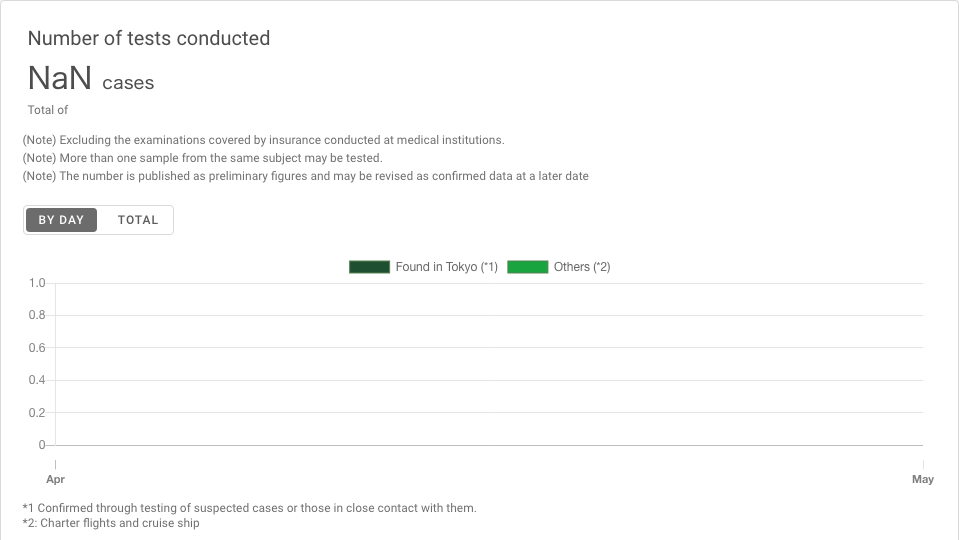 Number of tests conducted
NaN cases
Total of
(Note) Excluding the examinations covered by insurance conducted at medical institutions.
(Note) More than one sample from the same subject may be tested.
(Note) The number is published as preliminary figures and may be revised as confirmed data at a later date
BY DAY TOTAL
Found in Tokyo (*1) Others (*2)
1.0
0.8
0.6
0.4
0.2
0
Apr May
*1 Confirmed through testing of suspected cases or those in close contact with them.
*2: Charter flights and cruise ship